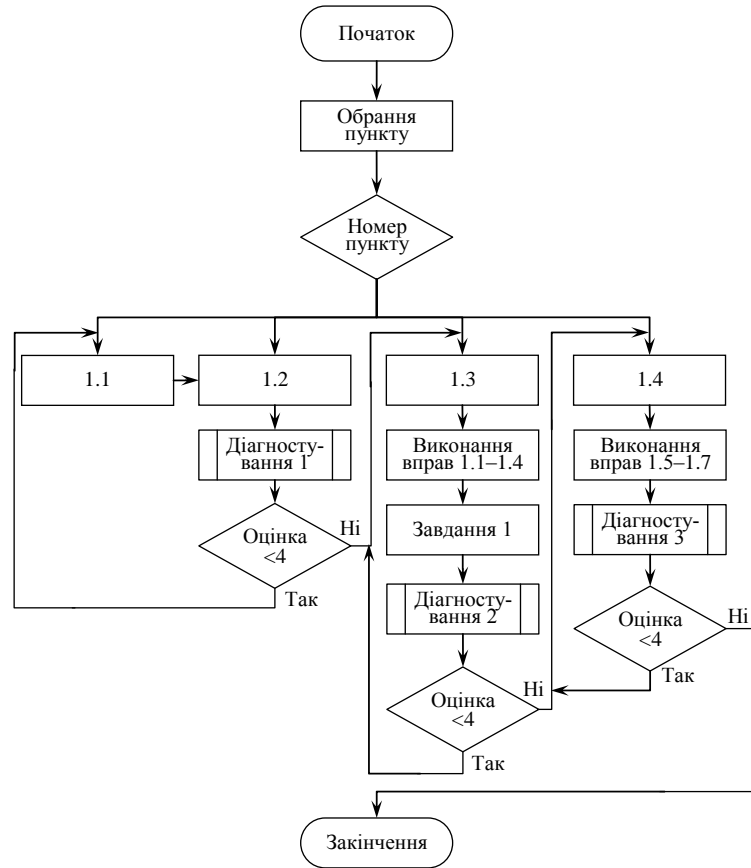 Початок
Обрання
пункту
Номер
пункту
1.1
1.2
1.3
1.4
Діагносту-
вання 1
Виконання
вправ 1.1–1.4
Виконання
вправ 1.5–1.7
Оцінка
<4
Ні
Так
Завдання 1
Діагносту-
вання 3
Діагносту-
вання 2
Оцінка
<4
Ні
Так
Оцінка
<4
Ні
Так
Закінчення